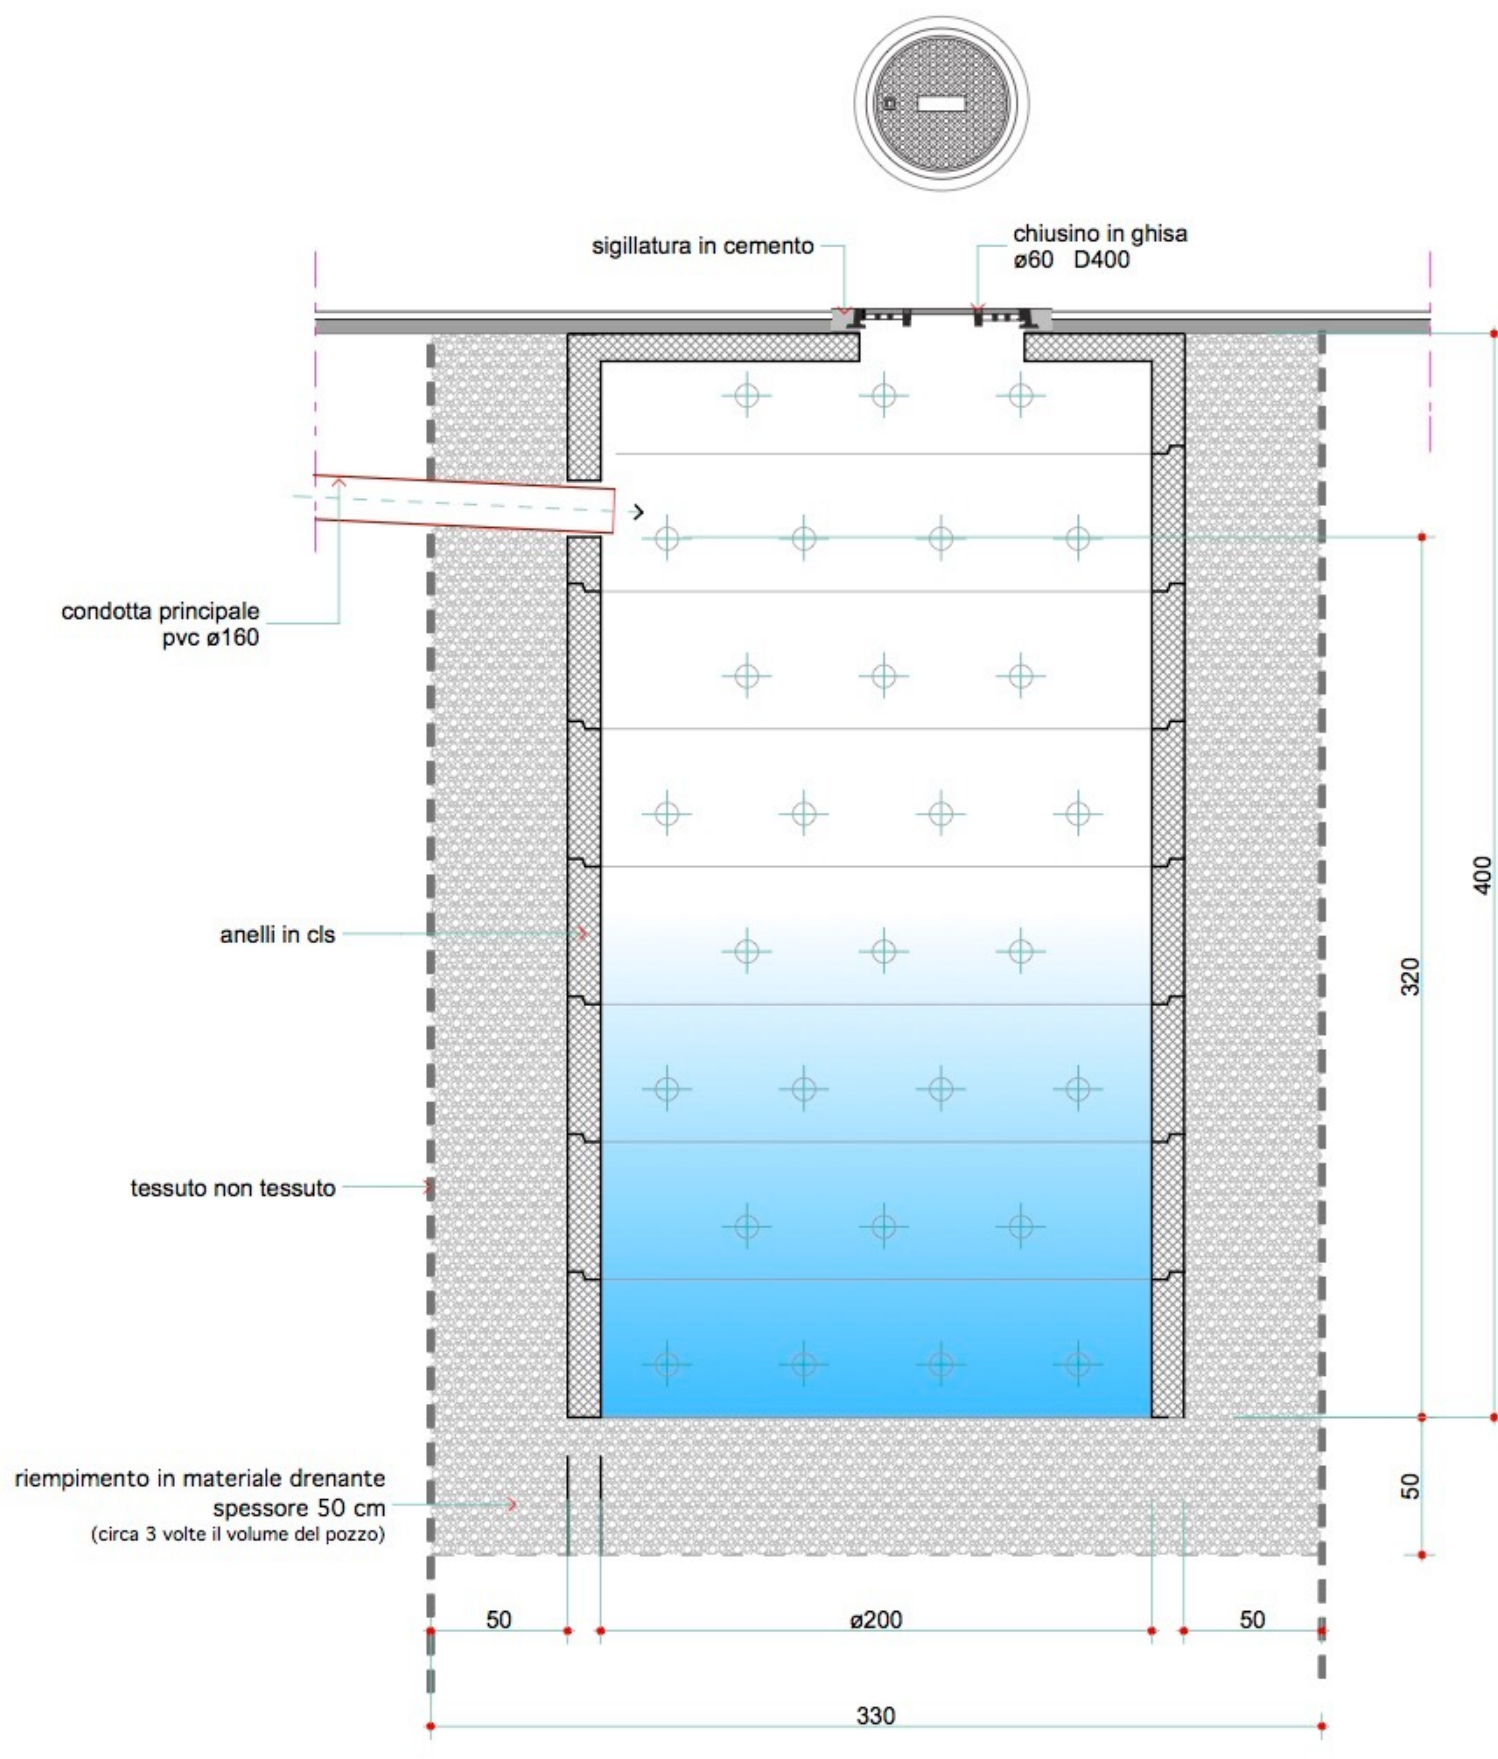 sigillatura in cemento
chiusino in ghisa
ø60 D400
condotta principale
pvc ø160
anelli in cls
400
320
tessuto non tessuto
riempimento in materiale drenante
spessore 50 cm
(circa 3 volte il volume del pozzo)
50
50
ø200
50
330